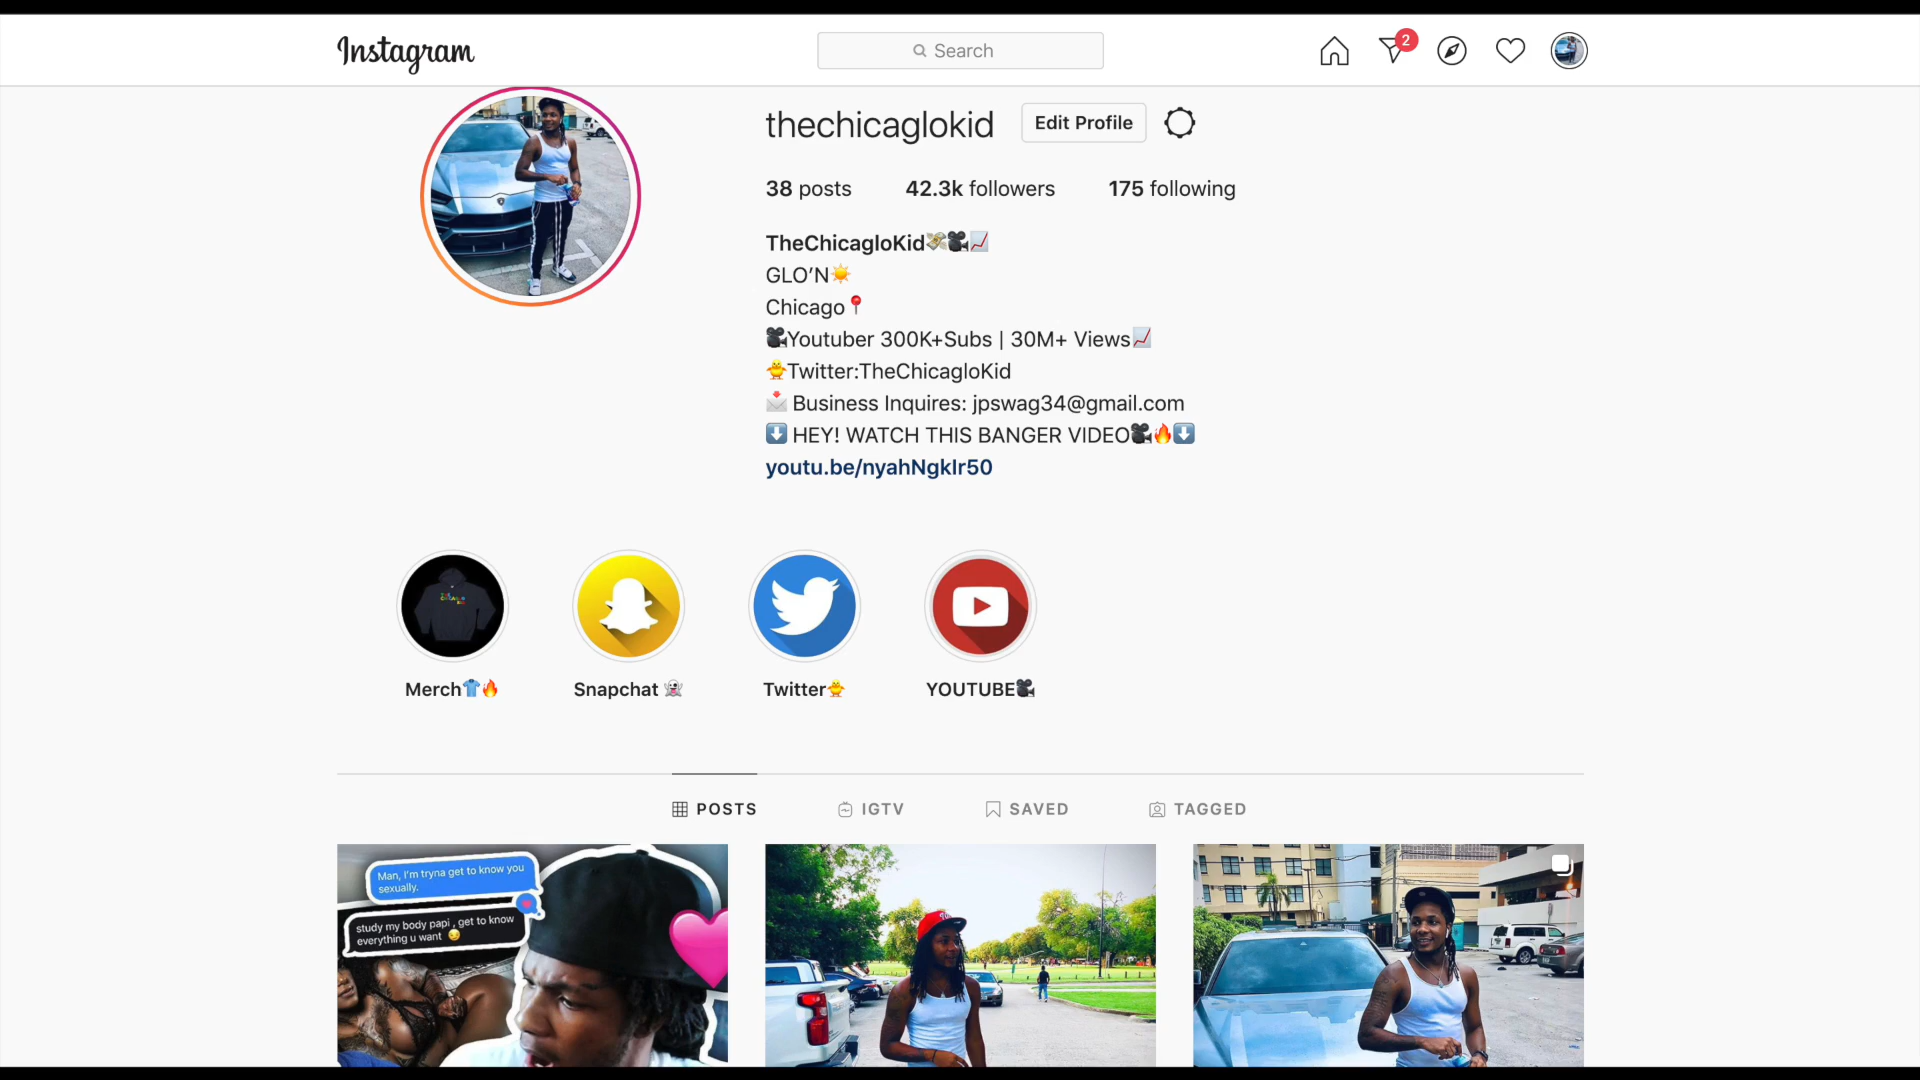 Instagram
Search
2
thechicaglokid
Edit Profile
38 posts
42.3k followers
175 following
TheChicagloKid💸🎥📈
GLO’N☀️
Chicago📍
🎥Youtuber 300K+Subs | 30M+ Views📈
🐥Twitter:TheChicagloKid
📩 Business Inquires: jpswag34@gmail.com
⬇️ HEY! WATCH THIS BANGER VIDEO🎥🔥⬇️
youtu.be/nyahNgkIr50
Merch👕🔥
Snapchat 👻
Twitter🐥
YOUTUBE🎥
POSTS
IGTV
SAVED
TAGGED
Man, I'm tryna get to know you
sexually.
study my body papi , get to know
everything u want 😏